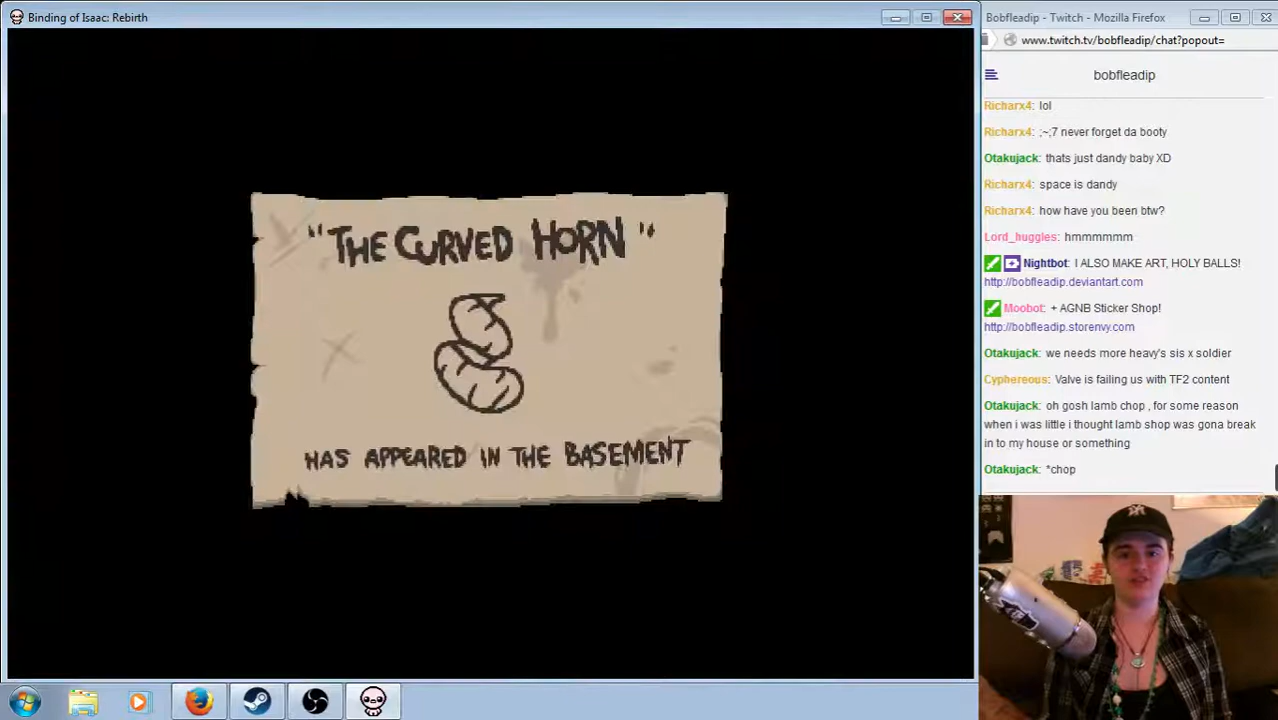 Binding of Isaac: Rebirth
"THE CURVED HORN"
HAS APPEARED IN THE BASEMENT
Bobfleadip - Twitch - Mozilla Firefox
www.twitch.tv/bobfleadip/chat?popout=
bobfleadip
Richarx4: lol
Richarx4: ;~;7 never forget da booty
Otakujack: thats just dandy baby XD
Richarx4: space is dandy
Richarx4: how have you been btw?
Lord_huggles: hmmmmmm
Nightbot: I ALSO MAKE ART, HOLY BALLS!
http://bobfleadip.deviantart.com
Moobot: + AGNB Sticker Shop!
http://bobfleadip.storenvy.com
Otakujack: we needs more heavy's sis x soldier
Cyphereous: Valve is failing us with TF2 content
Otakujack: oh gosh lamb chop , for some reason
when i was little i thought lamb shop was gona break
in to my house or something
Otakujack: *chop